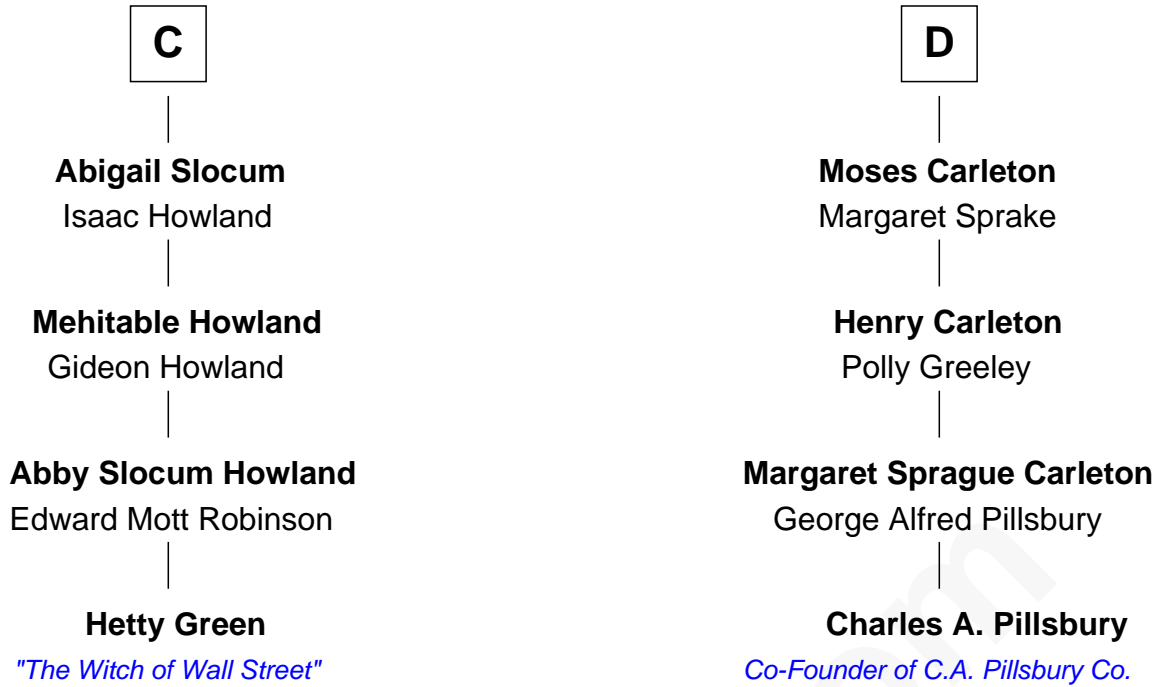 C
Abigail Slocum
Isaac Howland
Mehitable Howland
Gideon Howland
Abby Slocum Howland
Edward Mott Robinson
Hetty Green
"The Witch of Wall Street"
D
Moses Carleton
Margaret Sprake
Henry Carleton
Polly Greeley
Margaret Sprague Carleton
George Alfred Pillsbury
Charles A. Pillsbury
Co-Founder of C.A. Pillsbury Co.